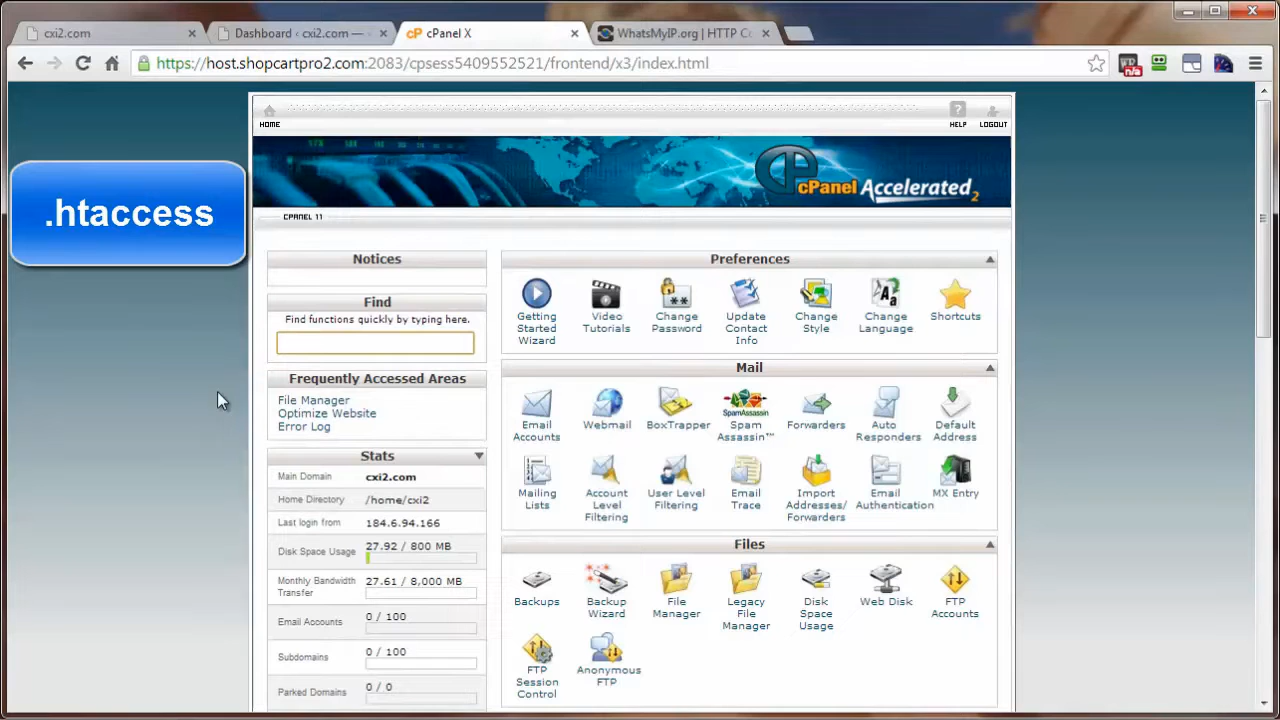 cxi2.com
Dashboard ‹ cxi2.com —
cP cPanel X
WhatsMyIP.org | HTTP Co
https://host.shopcartpro2.com:2083/cpsess5409552521/frontend/x3/index.html
n/a
HOME
HELP
LOGOUT
.htaccess
cPanel Accelerated 2
CPANEL 11
Notices
Find
Find functions quickly by typing here.
Frequently Accessed Areas
File Manager
Optimize Website
Error Log
Stats
Main Domain cxi2.com
Home Directory /home/cxi2
Last login from 184.6.94.166
Disk Space Usage 27.92 / 800 MB
Monthly Bandwidth Transfer 27.61 / 8,000 MB
Email Accounts 0 / 100
Subdomains 0 / 100
Parked Domains 0 / 0
Preferences
Getting Started Wizard
Video Tutorials
Change Password
Update Contact Info
Change Style
Change Language
Shortcuts
Mail
Email Accounts
Webmail
BoxTrapper
SpamAssassin
Spam Assassin™
Forwarders
Auto Responders
Default Address
Mailing Lists
Account Level Filtering
User Level Filtering
Email Trace
Import Addresses/ Forwarders
Email Authentication
MX Entry
Files
Backups
Backup Wizard
File Manager
Legacy File Manager
Disk Space Usage
Web Disk
FTP Accounts
FTP Session Control
Anonymous FTP